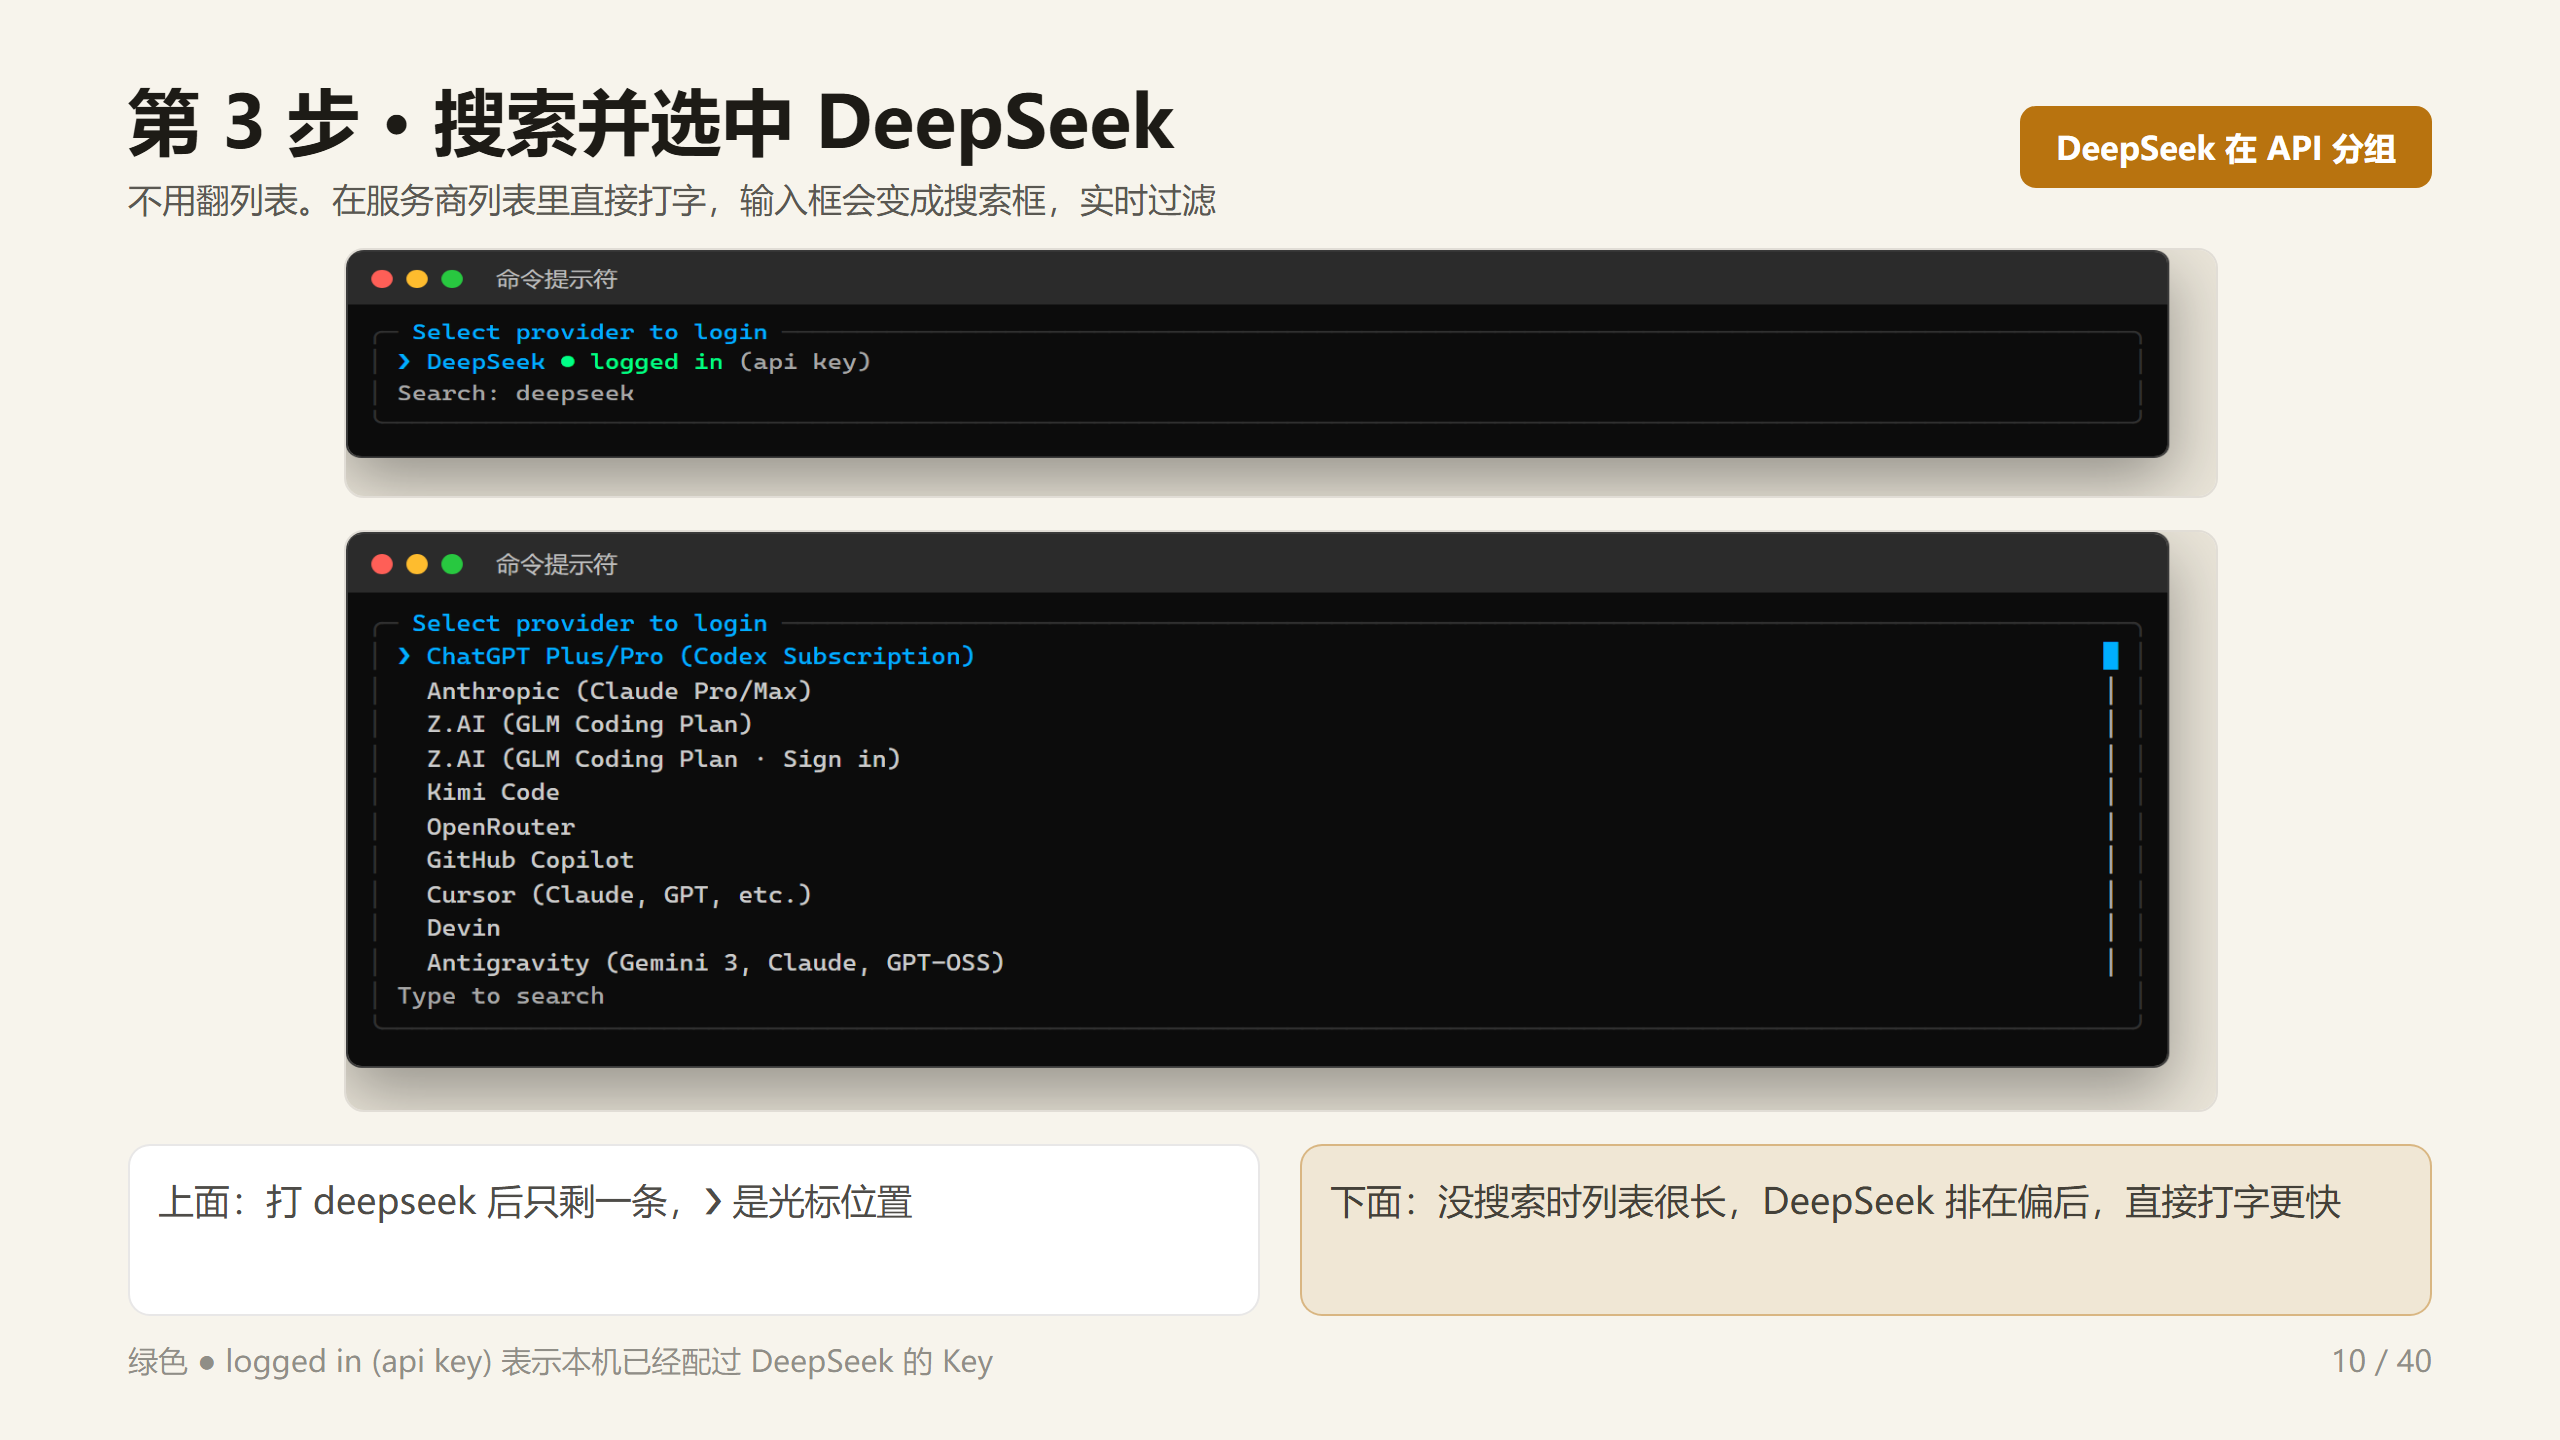 第 3 步 · 搜索并选中 DeepSeek
DeepSeek 在 API 分组
不用翻列表。在服务商列表里直接打字，输入框会变成搜索框，实时过滤
命令提示符
Select provider to login
❯ DeepSeek ● logged in (api key)
Search: deepseek
命令提示符
Select provider to login
❯ ChatGPT Plus/Pro (Codex Subscription)
Anthropic (Claude Pro/Max)
Z.AI (GLM Coding Plan)
Z.AI (GLM Coding Plan · Sign in)
Kimi Code
OpenRouter
GitHub Copilot
Cursor (Claude, GPT, etc.)
Devin
Antigravity (Gemini 3, Claude, GPT-OSS)
Type to search
上面：打 deepseek 后只剩一条，❯ 是光标位置
下面：没搜索时列表很长，DeepSeek 排在偏后，直接打字更快
绿色 ● logged in (api key) 表示本机已经配过 DeepSeek 的 Key
10 / 40